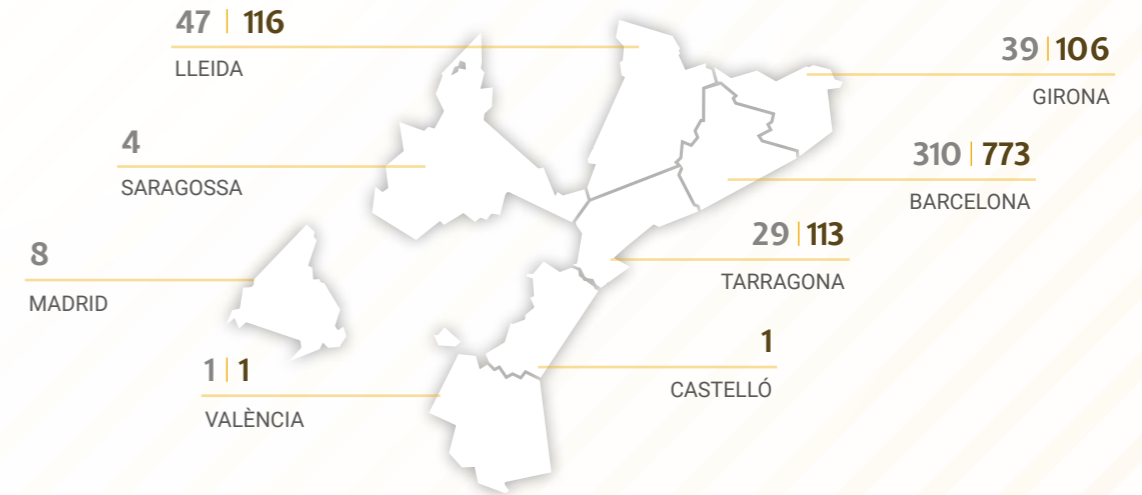 47 | 116
LLEIDA
39 | 106
GIRONA
4
SARAGOSSA
310 | 773
BARCELONA
8
MADRID
29 | 113
TARRAGONA
1 | 1
VALÈNCIA
1
CASTELLÓ